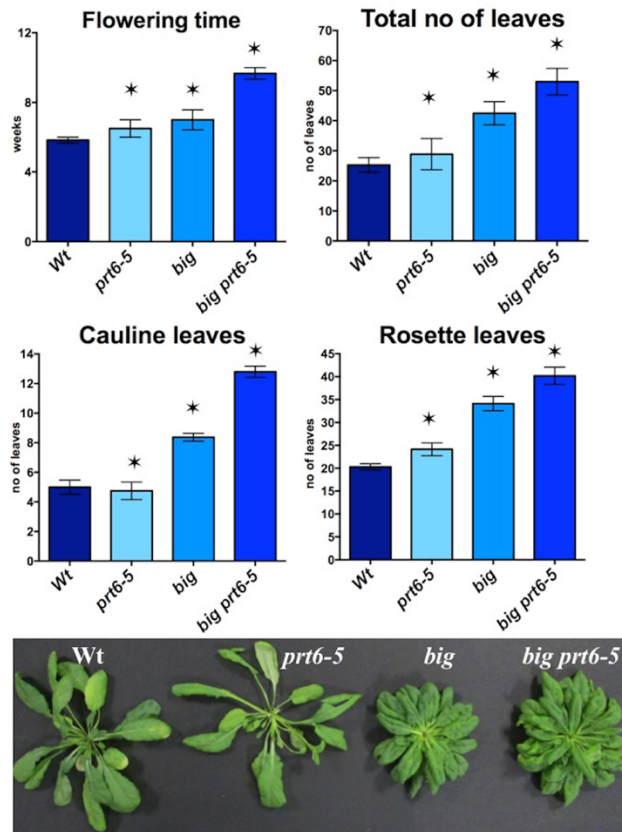 Flowering time
12
8
4
0
weeks
Wt
prt6-5
big
big prt6-5
Total no of leaves
70
60
50
40
30
20
10
0
no of leaves
Wt
prt6-5
big
big prt6-5
Cauline leaves
14
12
10
8
6
4
2
0
no of leaves
Wt
prt6-5
big
big prt6-5
Rosette leaves
45
40
35
30
25
20
15
10
5
0
no of leaves
Wt
prt6-5
big
big prt6-5
Wt prt6-5 big big prt6-5